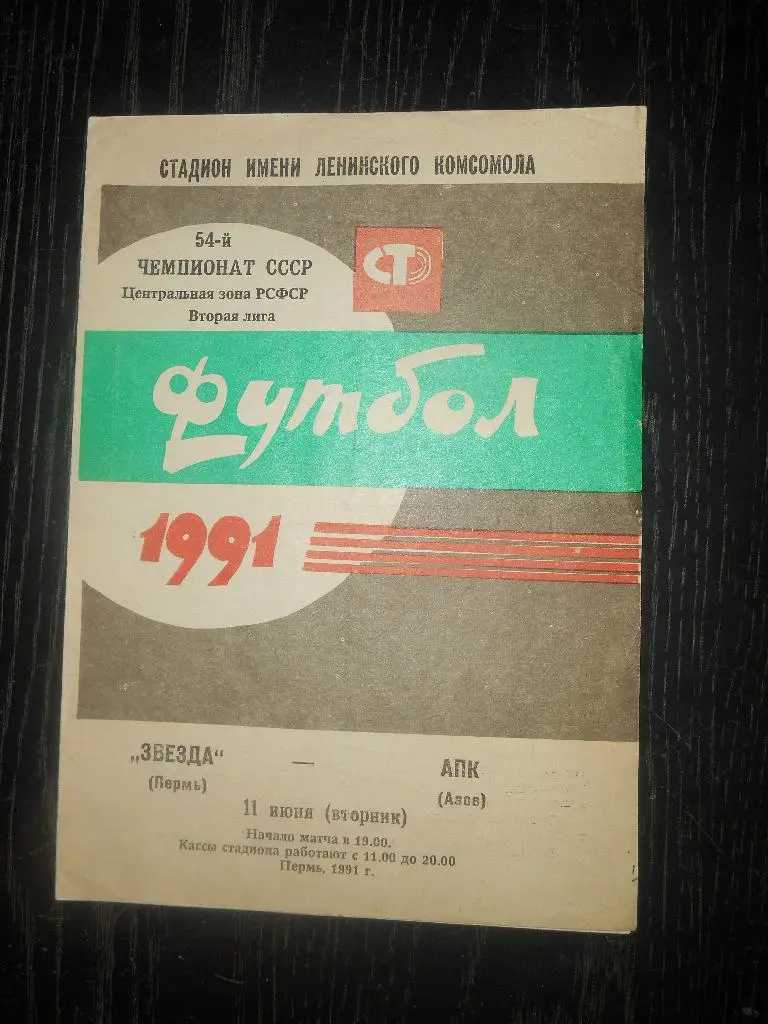 СТАДИОН ИМЕНИ ЛЕНИНСКОГО КОМСОМОЛА
54-й
ЧЕМПИОНАТ СССР
Центральная зона РСФСР
Вторая лига
СТ
Футбол
1991
„ЗВЕЗДА“ — АПК
(Пермь) (Азов)
11 июня (вторник)
Начало матча в 19.00.
Кассы стадиона работают с 11.00 до 20.00
Пермь, 1991 г.